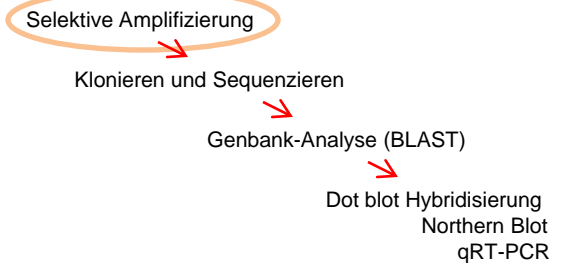 Selektive Amplifizierung
Klonieren und Sequenzieren
Genbank-Analyse (BLAST)
Dot blot Hybridisierung
Northern Blot
qRT-PCR